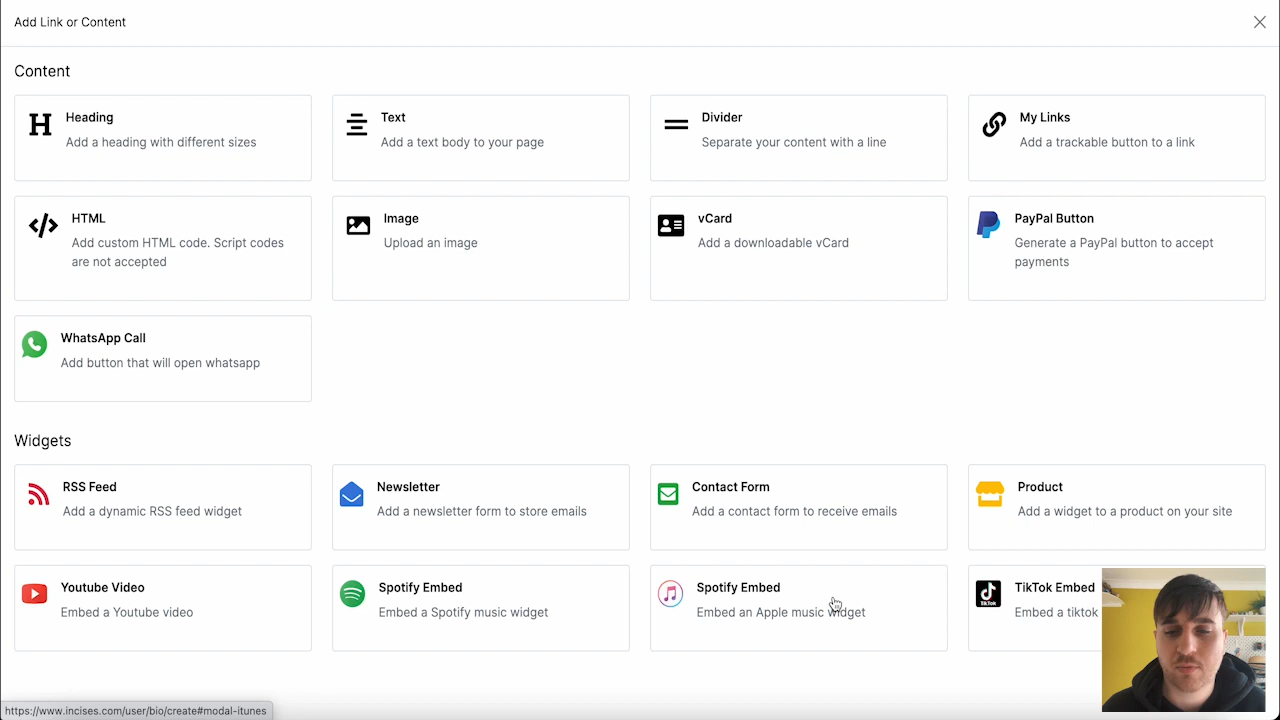 Add Link or Content
Content
Heading
Add a heading with different sizes
Text
Add a text body to your page
Divider
Separate your content with a line
My Links
Add a trackable button to a link
HTML
Add custom HTML code. Script codes
are not accepted
Image
Upload an image
vCard
Add a downloadable vCard
PayPal Button
Generate a PayPal button to accept
payments
WhatsApp Call
Add button that will open whatsapp
Widgets
RSS Feed
Add a dynamic RSS feed widget
Newsletter
Add a newsletter form to store emails
Contact Form
Add a contact form to receive emails
Product
Add a widget to a product on your site
Youtube Video
Embed a Youtube video
Spotify Embed
Embed a Spotify music widget
Spotify Embed
Embed an Apple music widget
TikTok
TikTok Embed
Embed a tiktok
https://www.incises.com/user/bio/create#modal-itunes